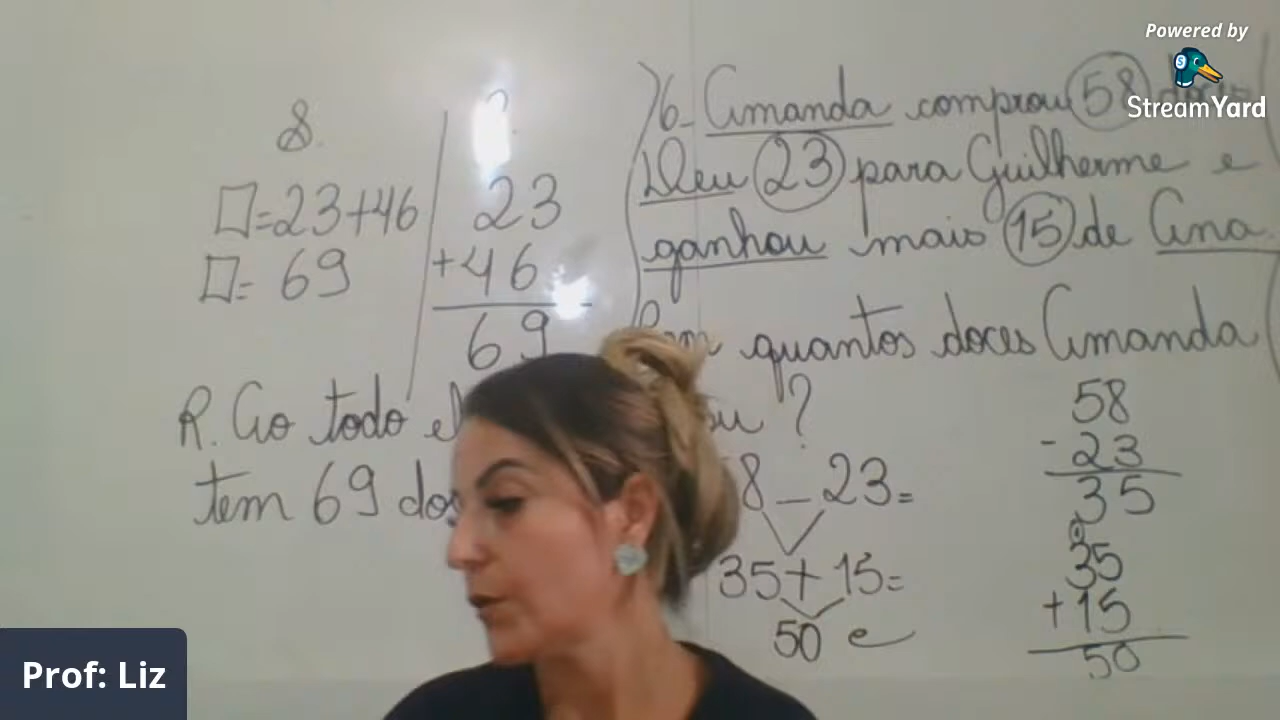 Powered by
StreamYard
S.
□=23+46
□= 69
23
+46
69
R. Ao todo
tem 69
6- Amanda comprou 58 doces
Deu 23 para Guilherme e
ganhou mais 15 de Ana.
quantos doces Amanda
?
8 - 23=
35+15=
50 e
58
-23
35
35
+15
50
Prof: Liz